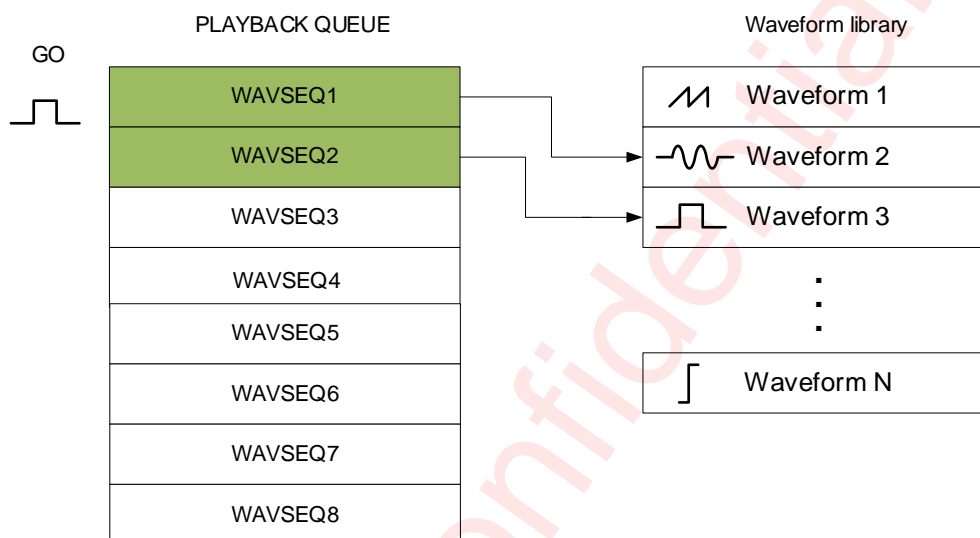 PLAYBACK QUEUE
Waveform library
GO
WAVSEQ1
WAVSEQ2
WAVSEQ3
WAVSEQ4
WAVSEQ5
WAVSEQ6
WAVSEQ7
WAVSEQ8
Waveform 1
Waveform 2
Waveform 3
Waveform N
onfidential